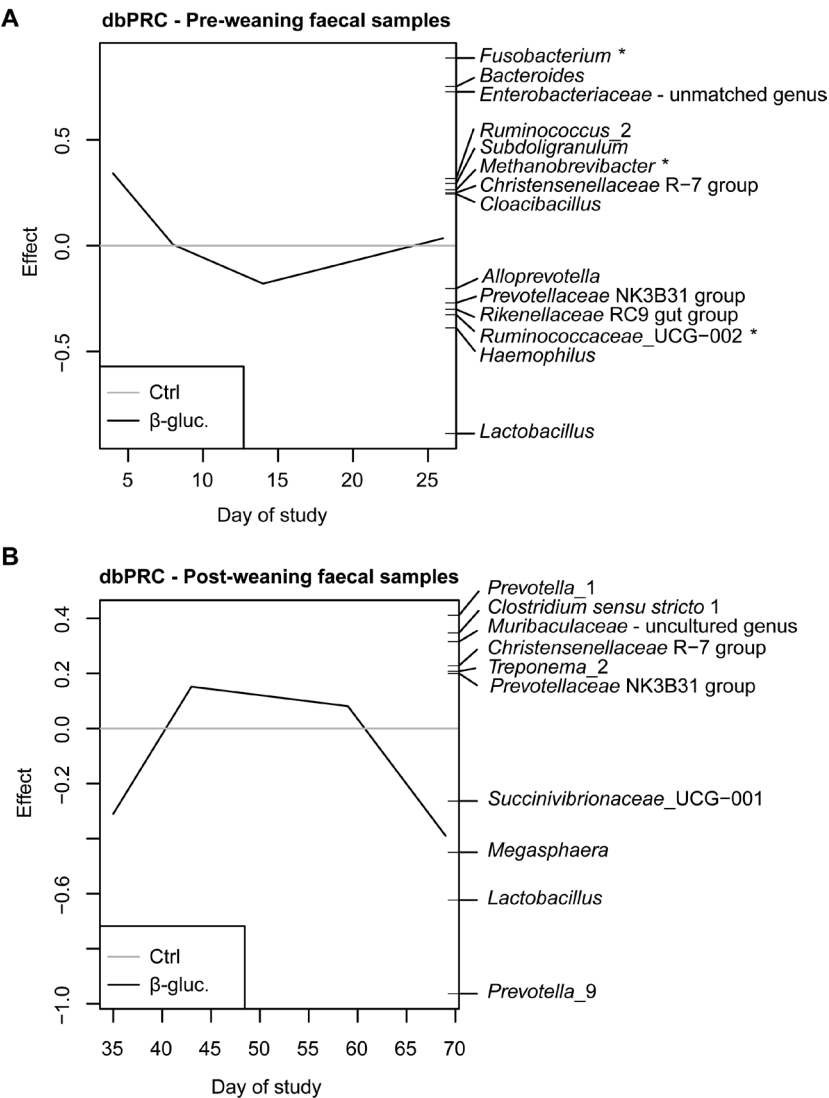 A
dbPRC - Pre-weaning faecal samples
Fusobacterium *
Bacteroides
Enterobacteriaceae - unmatched genus
Ruminococcus_2
Subdoligranulum
Methanobrevibacter *
Christensenellaceae R−7 group
Cloacibacillus
Alloprevotella
Prevotellaceae NK3B31 group
Rikenellaceae RC9 gut group
Ruminococcaceae_UCG−002 *
Haemophilus
Lactobacillus
0.5
0.0
−0.5
Effect
Ctrl
β-gluc.
5 10 15 20 25
Day of study
B
dbPRC - Post-weaning faecal samples
Prevotella_1
Clostridium sensu stricto 1
Muribaculaceae - uncultured genus
Christensenellaceae R−7 group
Treponema_2
Prevotellaceae NK3B31 group
Succinivibrionaceae_UCG−001
Megasphaera
Lactobacillus
Prevotella_9
0.4
0.2
0.0
−0.2
−0.6
−1.0
Effect
Ctrl
β-gluc.
35 40 45 50 55 60 65 70
Day of study